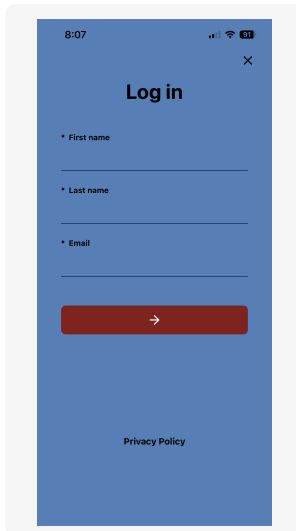 8:07
91
Log in
* First name
* Last name
* Email
Privacy Policy